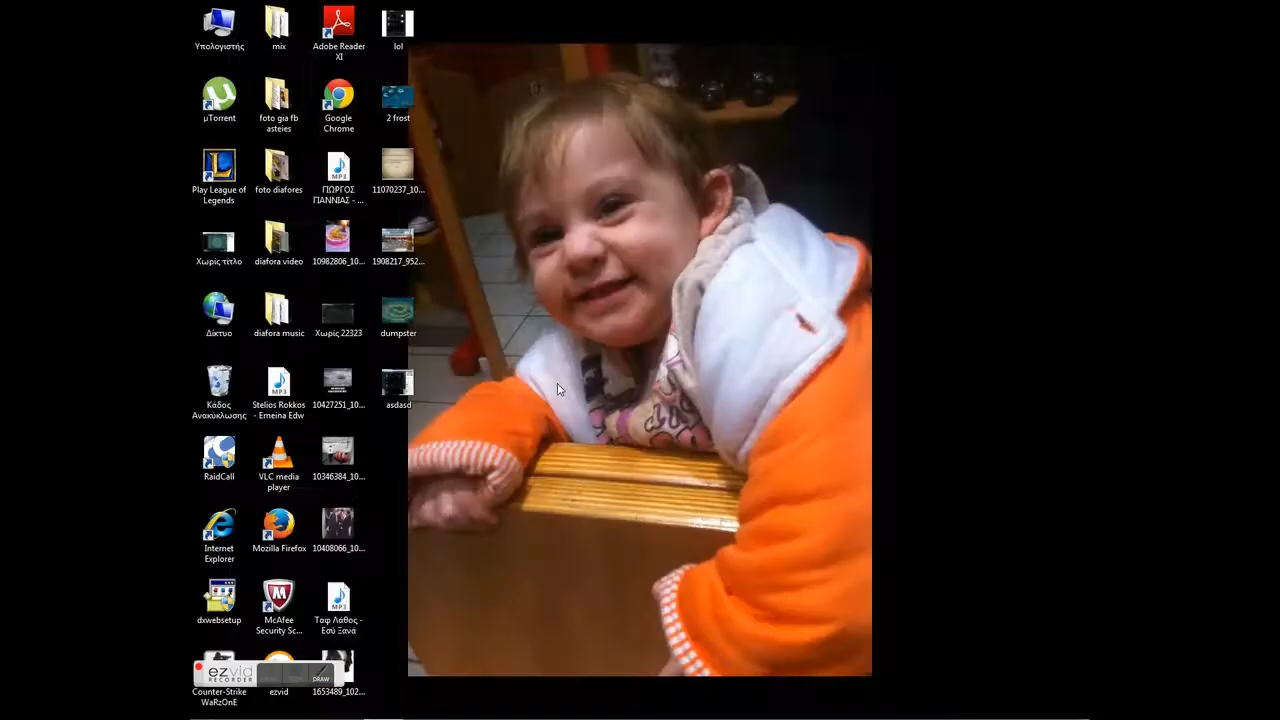 Υπολογιστής
mix
Adobe Reader
XI
lol
μTorrent
foto gia fb
asteies
Google
Chrome
2 frost
Play League of
Legends
foto diafores
ΓΙΩΡΓΟΣ
ΓΙΑΝΝΙΑΣ - ...
11070237_10...
Χωρίς τίτλο
diafora video
10982806_10...
1908217_952...
Δίκτυο
diafora music
Χωρίς 22323
dumpster
Κάδος
Ανακύκλωσης
Stelios Rokkos
- Emeina Edw
10427251_10...
asdasd
RaidCall
VLC media
player
10346384_10...
Internet
Explorer
Mozilla Firefox
10408066_10...
dxwebsetup
McAfee
Security Sc...
Ταφ Λάθος -
Εσύ Ξανά
ezvid
RECORDER
DRAW
Counter-Strike
WaRzOnE
ezvid
1653489_102...